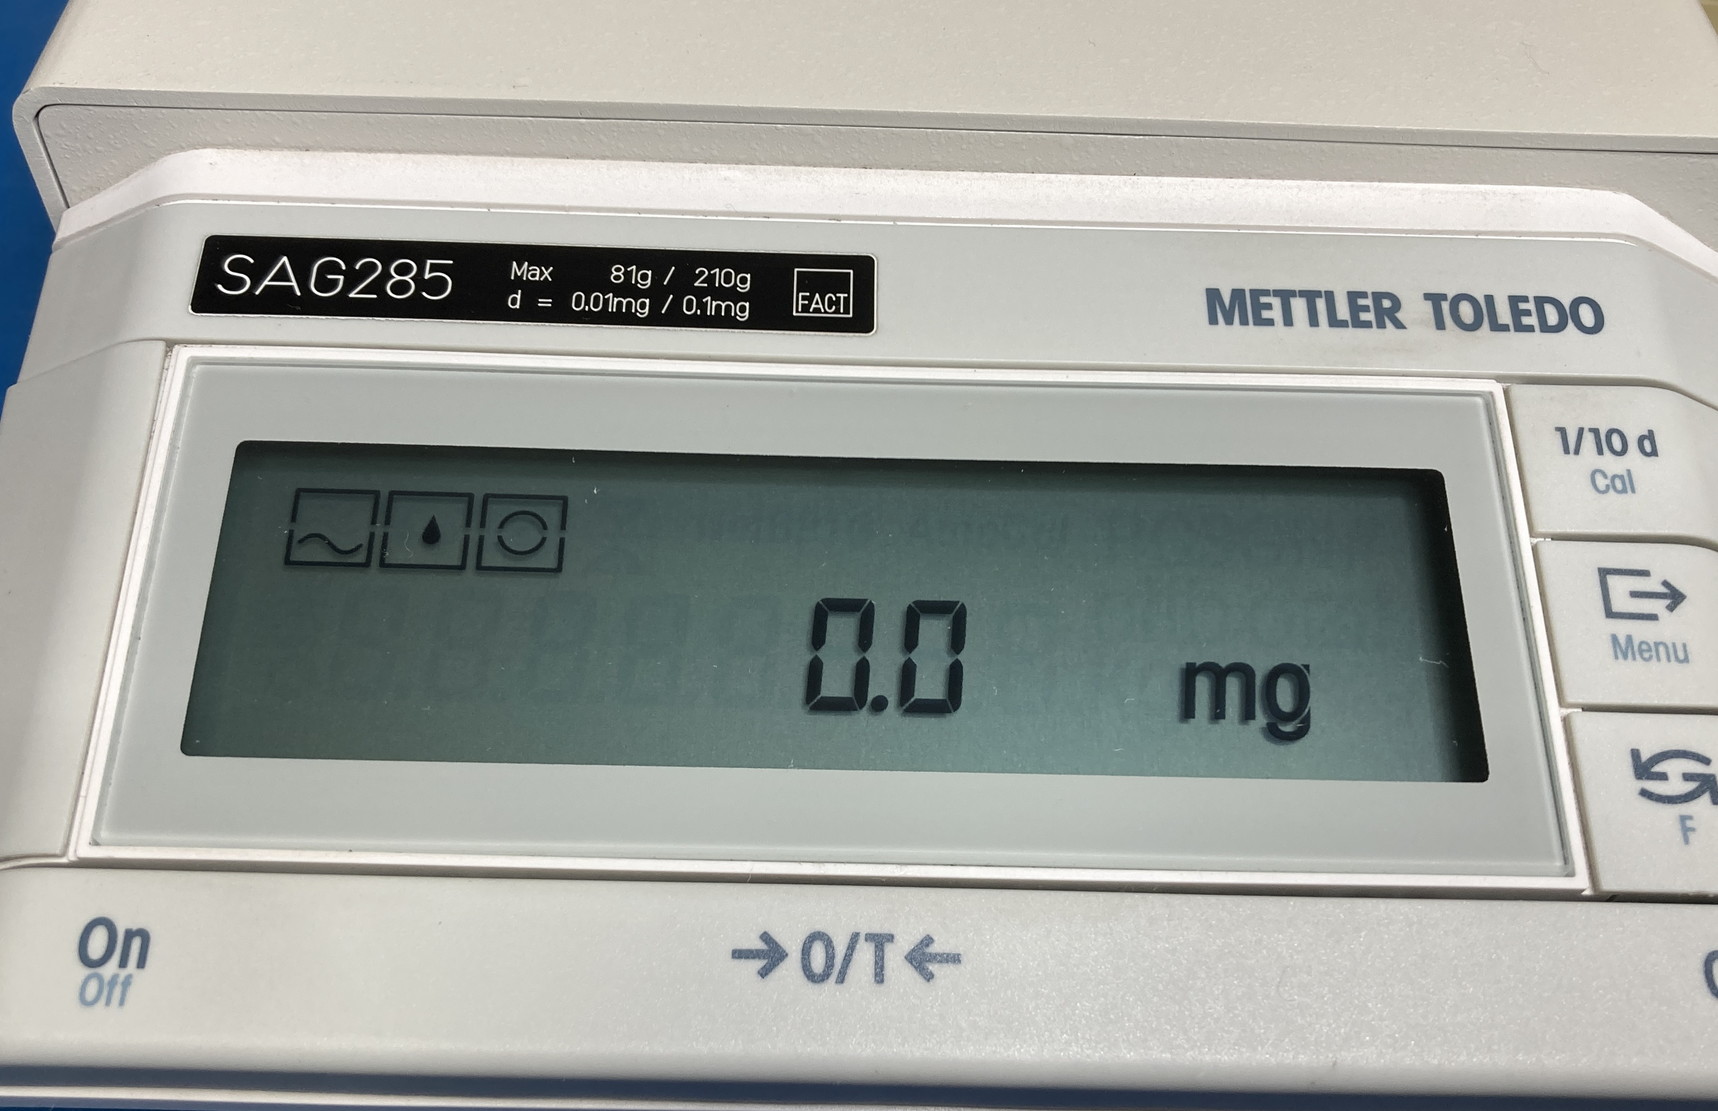 SAG285
Max 81g / 210g
d = 0.01mg / 0.1mg
FACT
METTLER TOLEDO
1/10 d
Cal
0.0 mg
Menu
F
On
Off
→0/T←